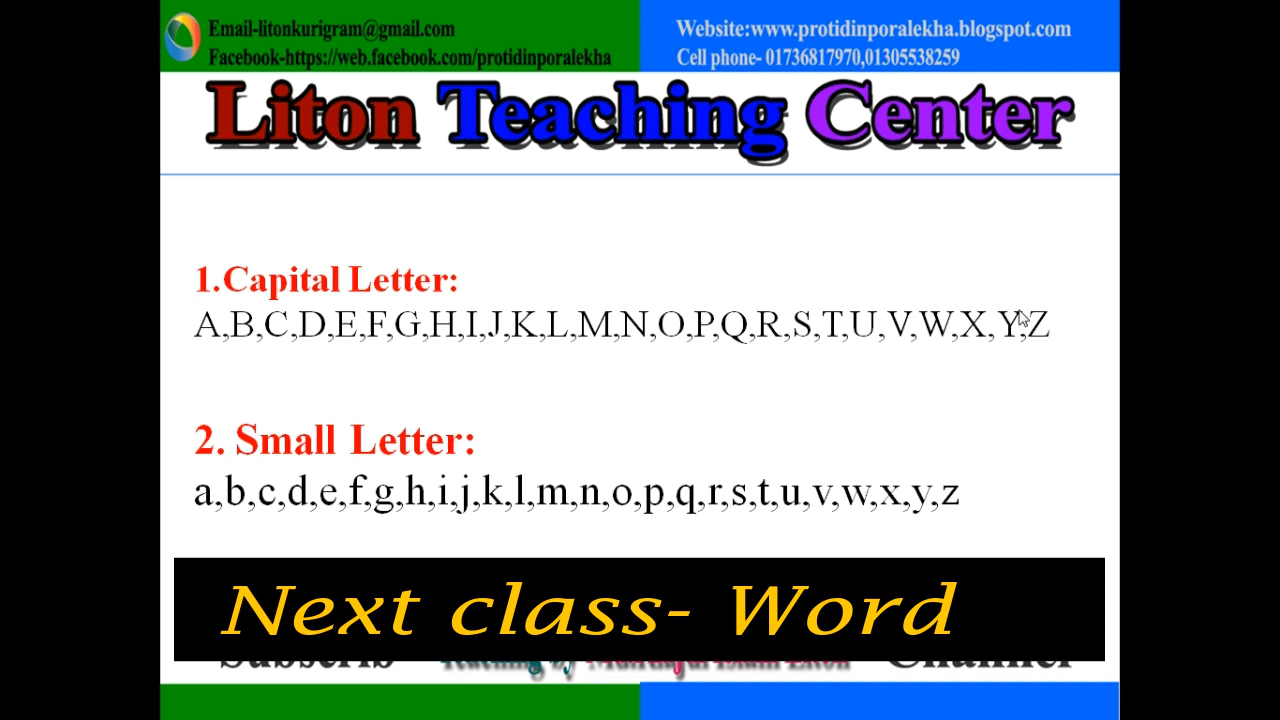 Email-litonkurigram@gmail.com
Facebook-https://web.facebook.com/protidinporalekha
Website:www.protidinporalekha.blogspot.com
Cell phone- 01736817970,01305538259
Liton Teaching Center
1.Capital Letter:
A,B,C,D,E,F,G,H,I,J,K,L,M,N,O,P,Q,R,S,T,U,V,W,X,Y,Z
2. Small Letter:
a,b,c,d,e,f,g,h,i,j,k,l,m,n,o,p,q,r,s,t,u,v,w,x,y,z
Next class- Word